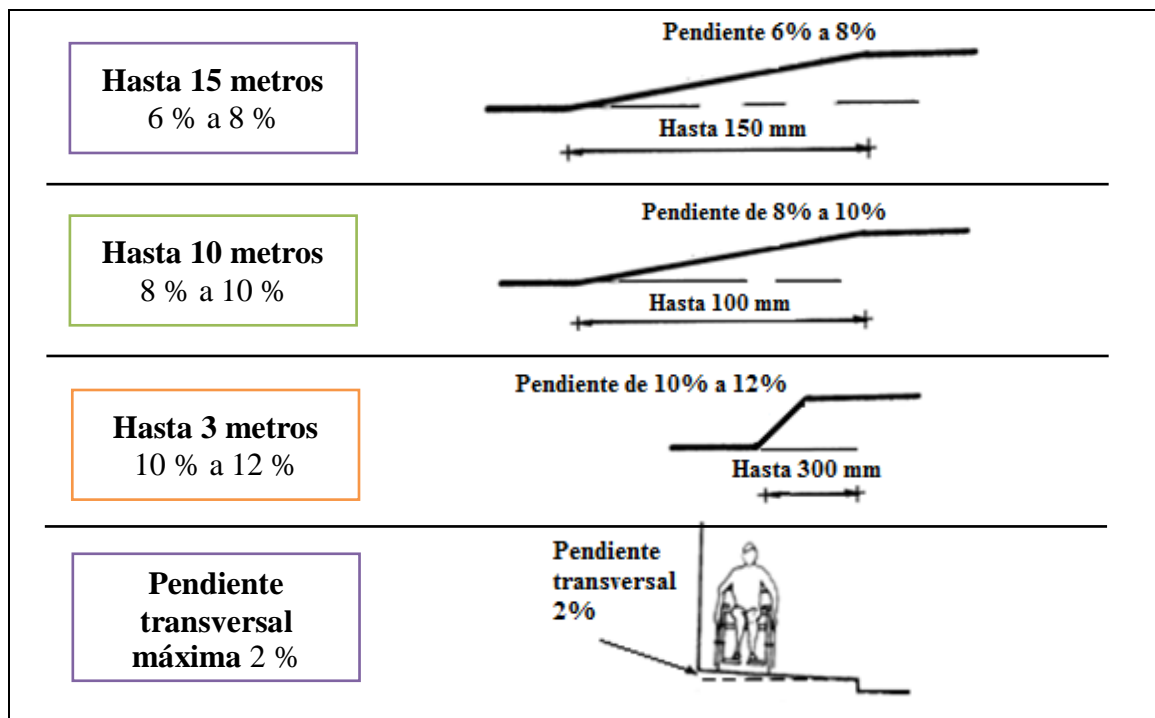 Hasta 15 metros
6 % a 8 %
Pendiente 6% a 8%
Hasta 150 mm
Hasta 10 metros
8 % a 10 %
Pendiente de 8% a 10%
Hasta 100 mm
Hasta 3 metros
10 % a 12 %
Pendiente de 10% a 12%
Hasta 300 mm
Pendiente
transversal
máxima 2 %
Pendiente
transversal
2%